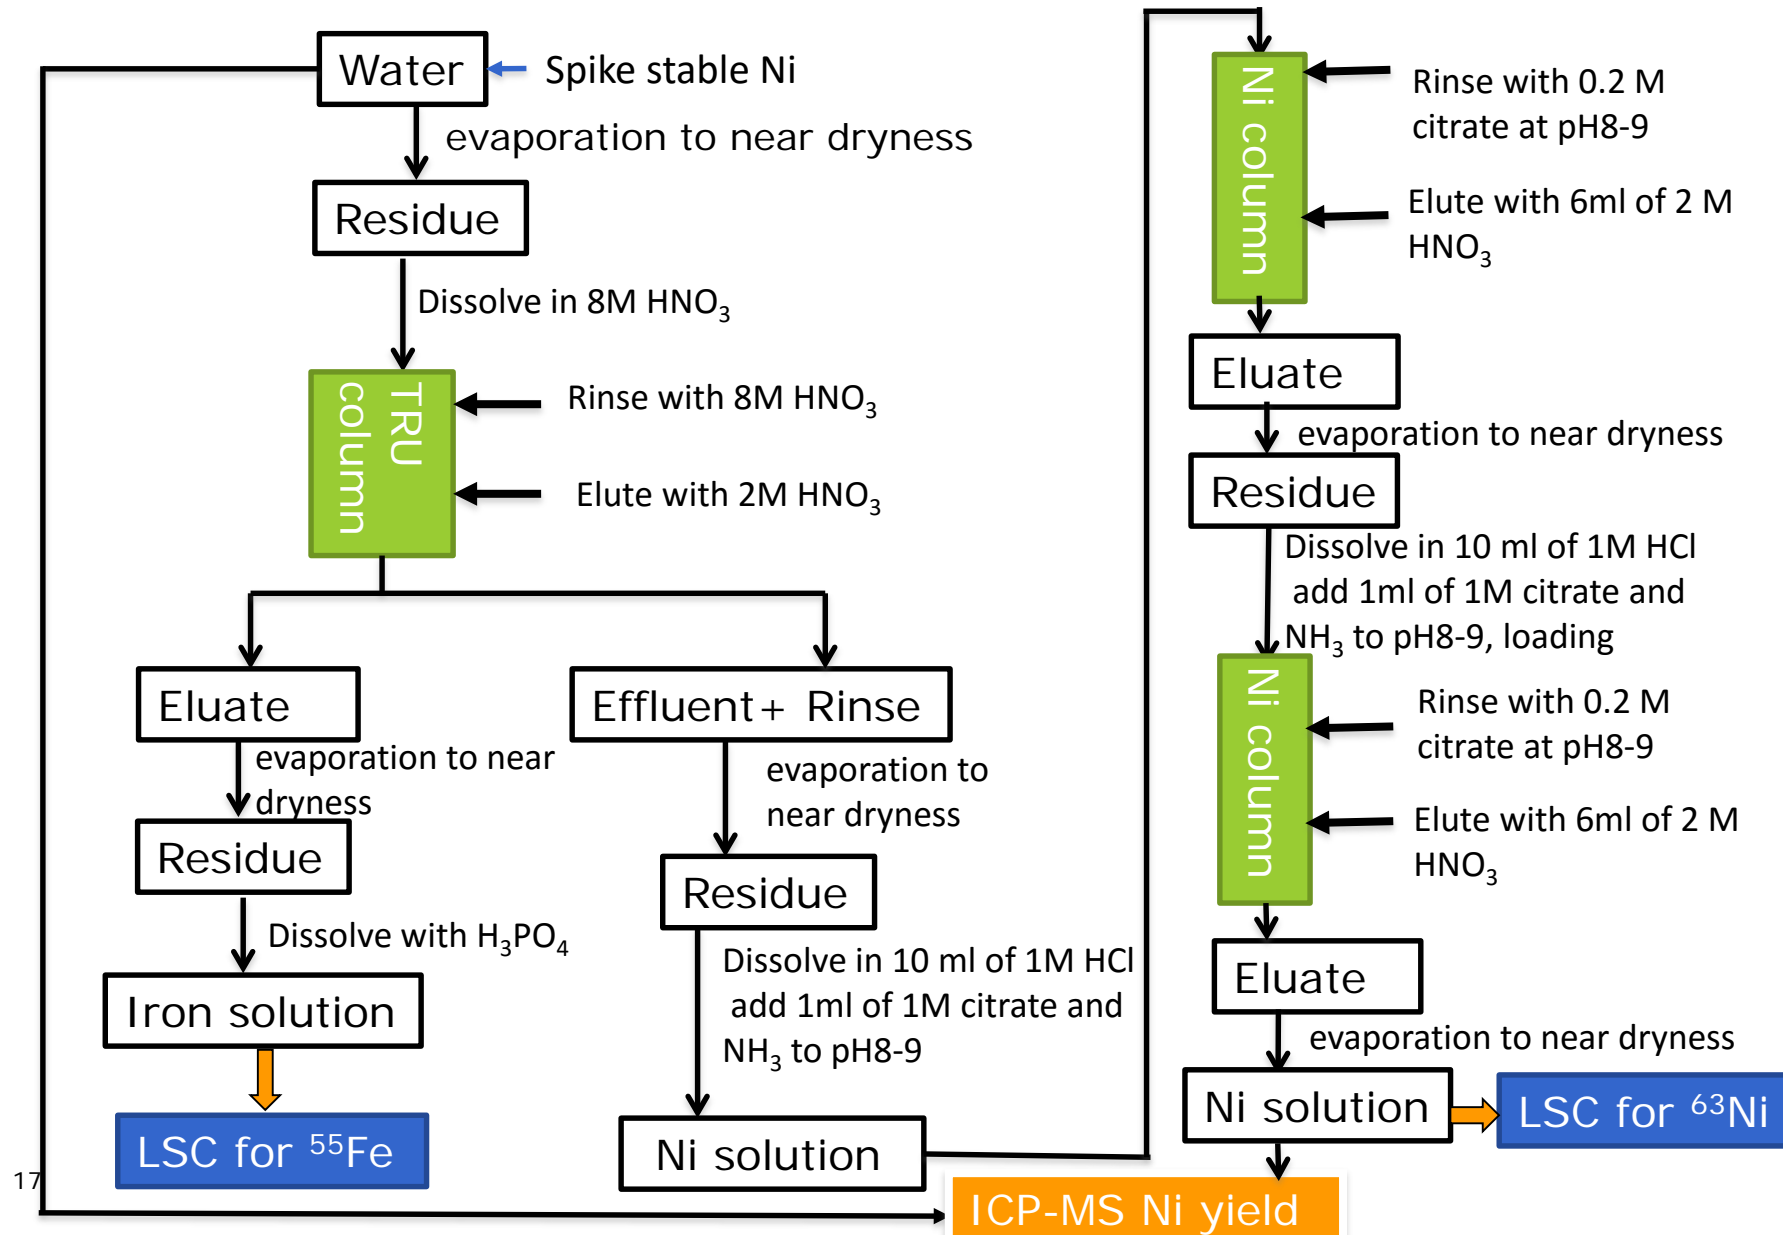 Water
Spike stable Ni
evaporation to near dryness
Residue
Dissolve in 8M HNO₃
TRU
column
Rinse with 8M HNO₃
Elute with 2M HNO₃
Eluate
evaporation to near
dryness
Residue
Dissolve with H₃PO₄
Iron solution
LSC for ⁵⁵Fe
Effluent+ Rinse
evaporation to
near dryness
Residue
Dissolve in 10 ml of 1M HCl
add 1ml of 1M citrate and
NH₃ to pH8-9
Ni solution
Ni column
Rinse with 0.2 M
citrate at pH8-9
Elute with 6ml of 2 M
HNO₃
Eluate
evaporation to near dryness
Residue
Dissolve in 10 ml of 1M HCl
add 1ml of 1M citrate and
NH₃ to pH8-9, loading
Ni column
Rinse with 0.2 M
citrate at pH8-9
Elute with 6ml of 2 M
HNO₃
Eluate
evaporation to near dryness
Ni solution
LSC for ⁶³Ni
ICP-MS Ni yield
17